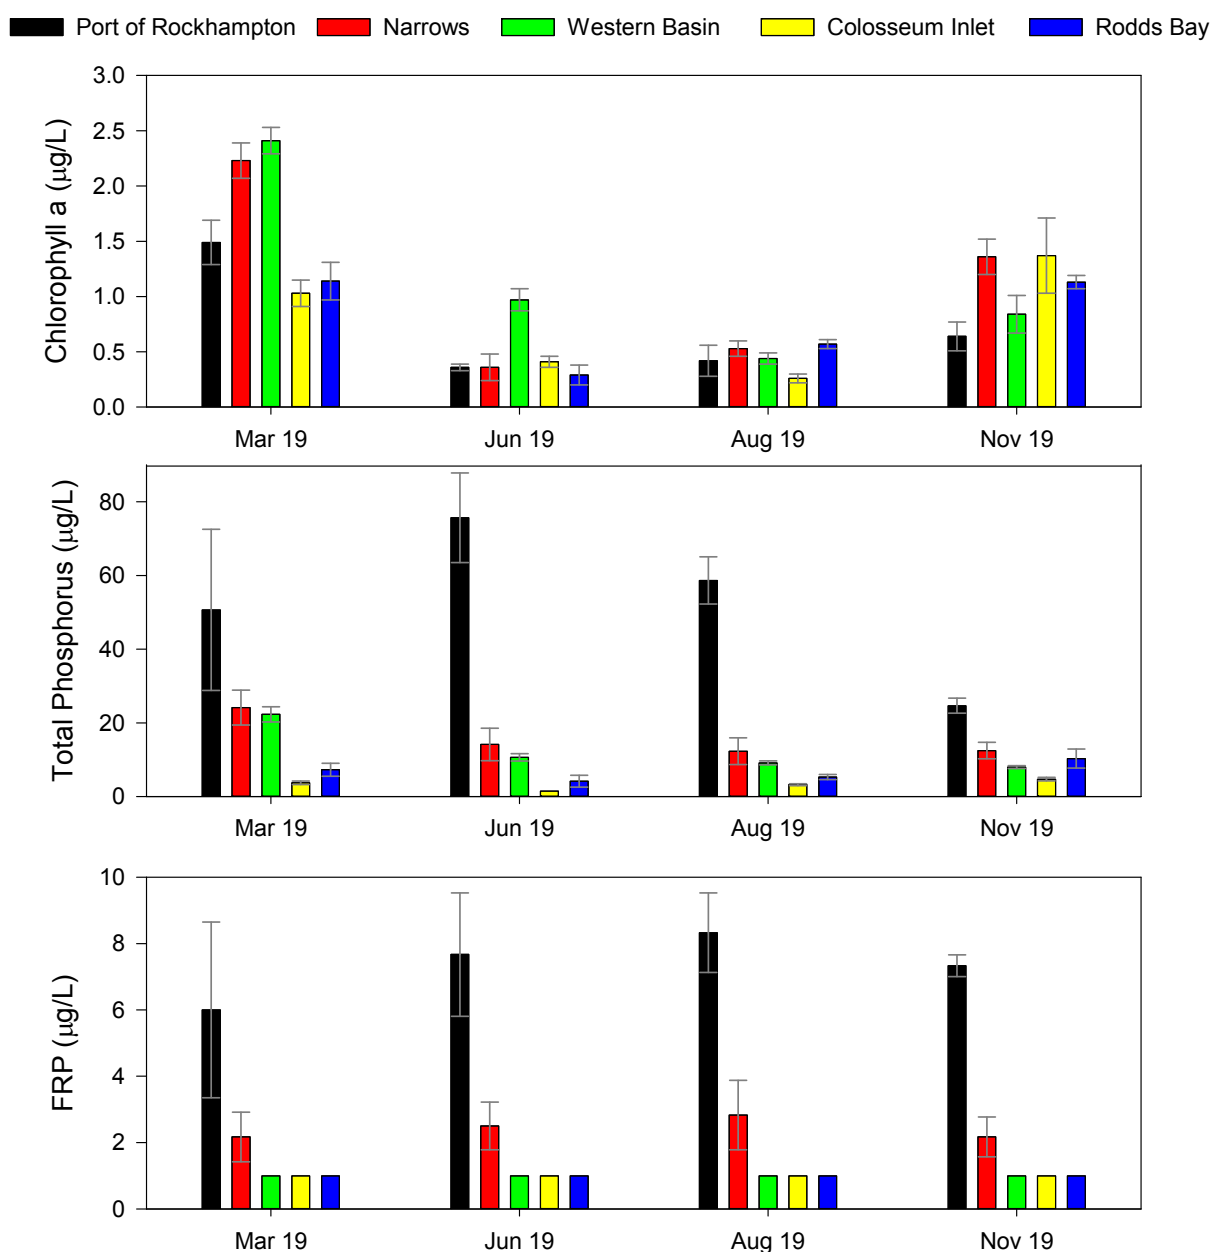 Port of Rockhampton Narrows Western Basin Colosseum Inlet Rodds Bay
Chlorophyll a (µg/L)
3.0
2.5
2.0
1.5
1.0
0.5
0.0
Mar 19 Jun 19 Aug 19 Nov 19
Total Phosphorus (µg/L)
80
60
40
20
0
Mar 19 Jun 19 Aug 19 Nov 19
FRP (µg/L)
10
8
6
4
2
0
Mar 19 Jun 19 Aug 19 Nov 19